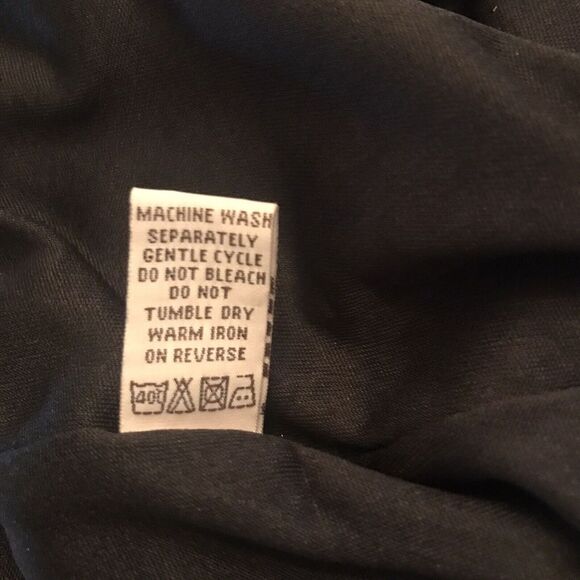 MACHINE WASH
SEPARATELY
GENTLE CYCLE
DO NOT BLEACH
DO NOT
TUMBLE DRY
WARM IRON
ON REVERSE
40